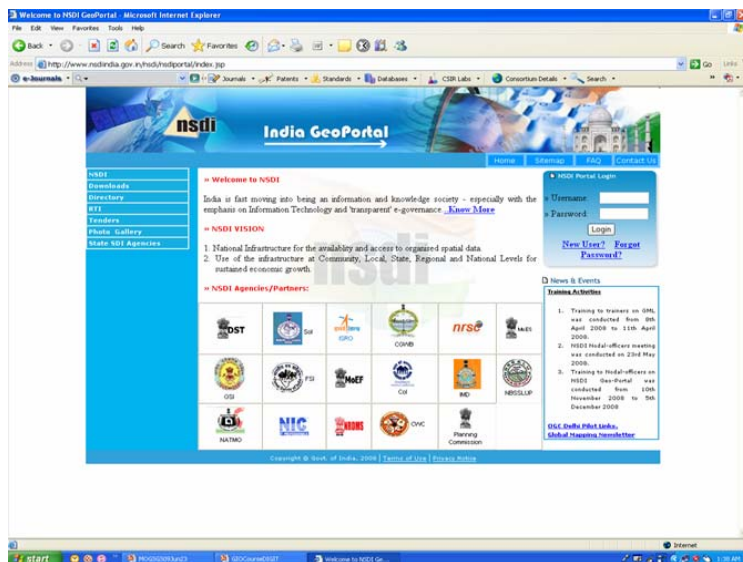 Welcome to NSDI GeoPortal - Microsoft Internet Explorer
File Edit View Favorites Tools Help
Back Search Favorites
Address http://www.nsdiindia.gov.in/nsdi/nsdiportal/index.jsp Go Links
e-Journals Journals Patents Standards Databases CSIR Labs Consortium Details Search
nsdi
India GeoPortal
Home Sitemap FAQ Contact Us
NSDI
Downloads
Directory
RTI
Tenders
Photo Gallery
State SDI Agencies
» Welcome to NSDI
India is fast moving into being an information and knowledge society - especially with the
emphasis on Information Technology and 'transparent' e-governance ..Know More
» NSDI VISION
1. National Infrastructure for the availablity and access to organised spatial data.
2. Use of the infrastructure at Community, Local, State, Regional and National Levels for
sustained economic growth.
» NSDI Agencies/Partners:
DST SoI ISRO CGWB nrsc MoES
GSI FSI MoEF CoI IMD NBSSLUP
NATMO NIC NRDMS CWC Planning
Commission
NSDI Portal Login
» Username:
» Password:
Login
New User? Forgot
Password?
News & Events
Training Activities
1. Training to trainers on GML
was conducted from 8th
April 2008 to 11th April
2008.
2. NSDI Nodal-officers meeting
was conducted on 23rd May
2008.
3. Training to Nodal-officers on
NSDI Geo-Portal was
conducted from 10th
November 2008 to 5th
December 2008
OGC Delhi Pilot Links.
Global Mapping Newsletter
Copyright @ Govt. of India, 2008 | Terms of Use | Privacy Notice
Internet
start GIOCourseDIGIT Welcome to NSDI Ge... 1:38 AM